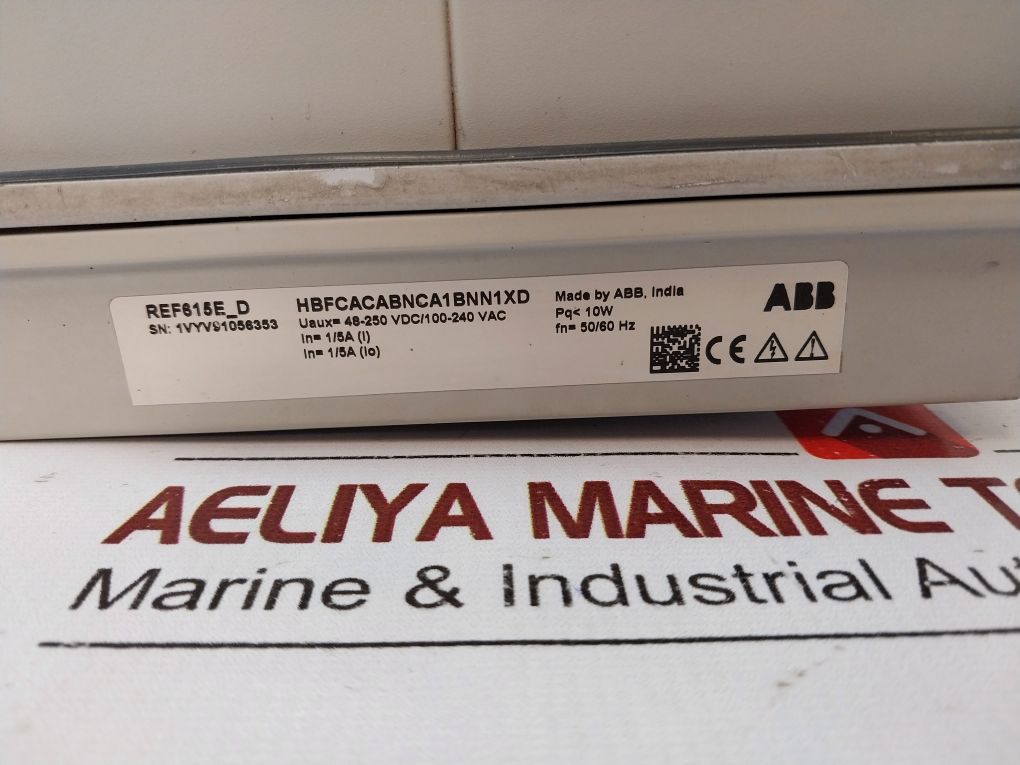 REF615E_D
SN: 1VYV91056353
HBFCACABNCA1BNN1XD
Uaux= 48-250 VDC/100-240 VAC
In= 1/5A (I)
In= 1/5A (Io)
Made by ABB, India
Pq< 10W
fn= 50/60 Hz
ABB
CE
AELIYA MARINE
Marine & Industrial